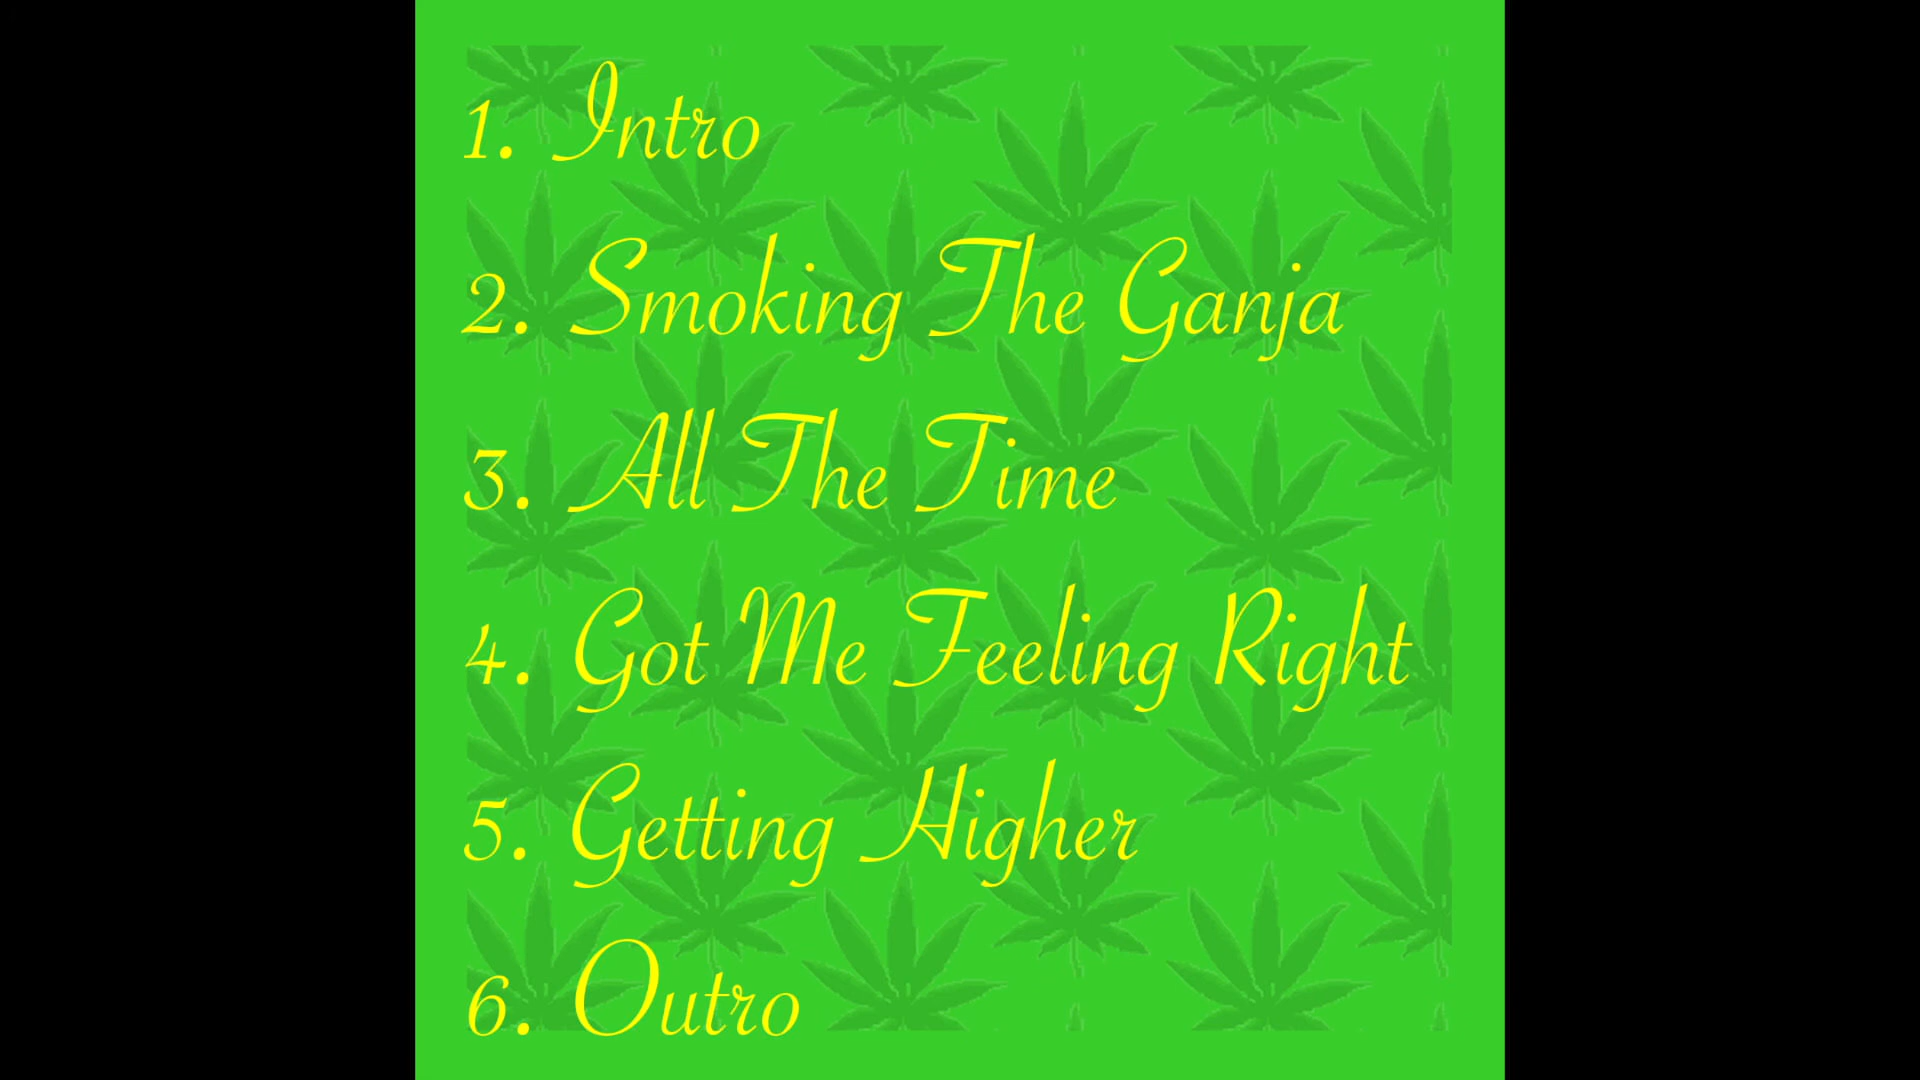 1. Intro
2. Smoking The Ganja
3. All The Time
4. Got Me Feeling Right
5. Getting Higher
6. Outro